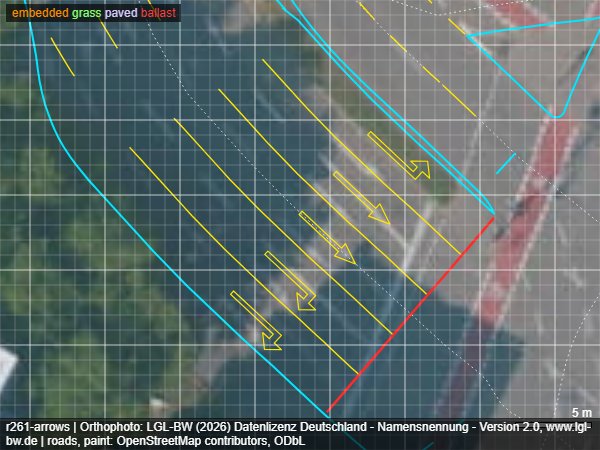 embedded grass paved ballast
5 m
r261-arrows | Orthophoto: LGL-BW (2026) Datenlizenz Deutschland - Namensnennung - Version 2.0, www.lgl-
bw.de | roads, paint: OpenStreetMap contributors, ODbL